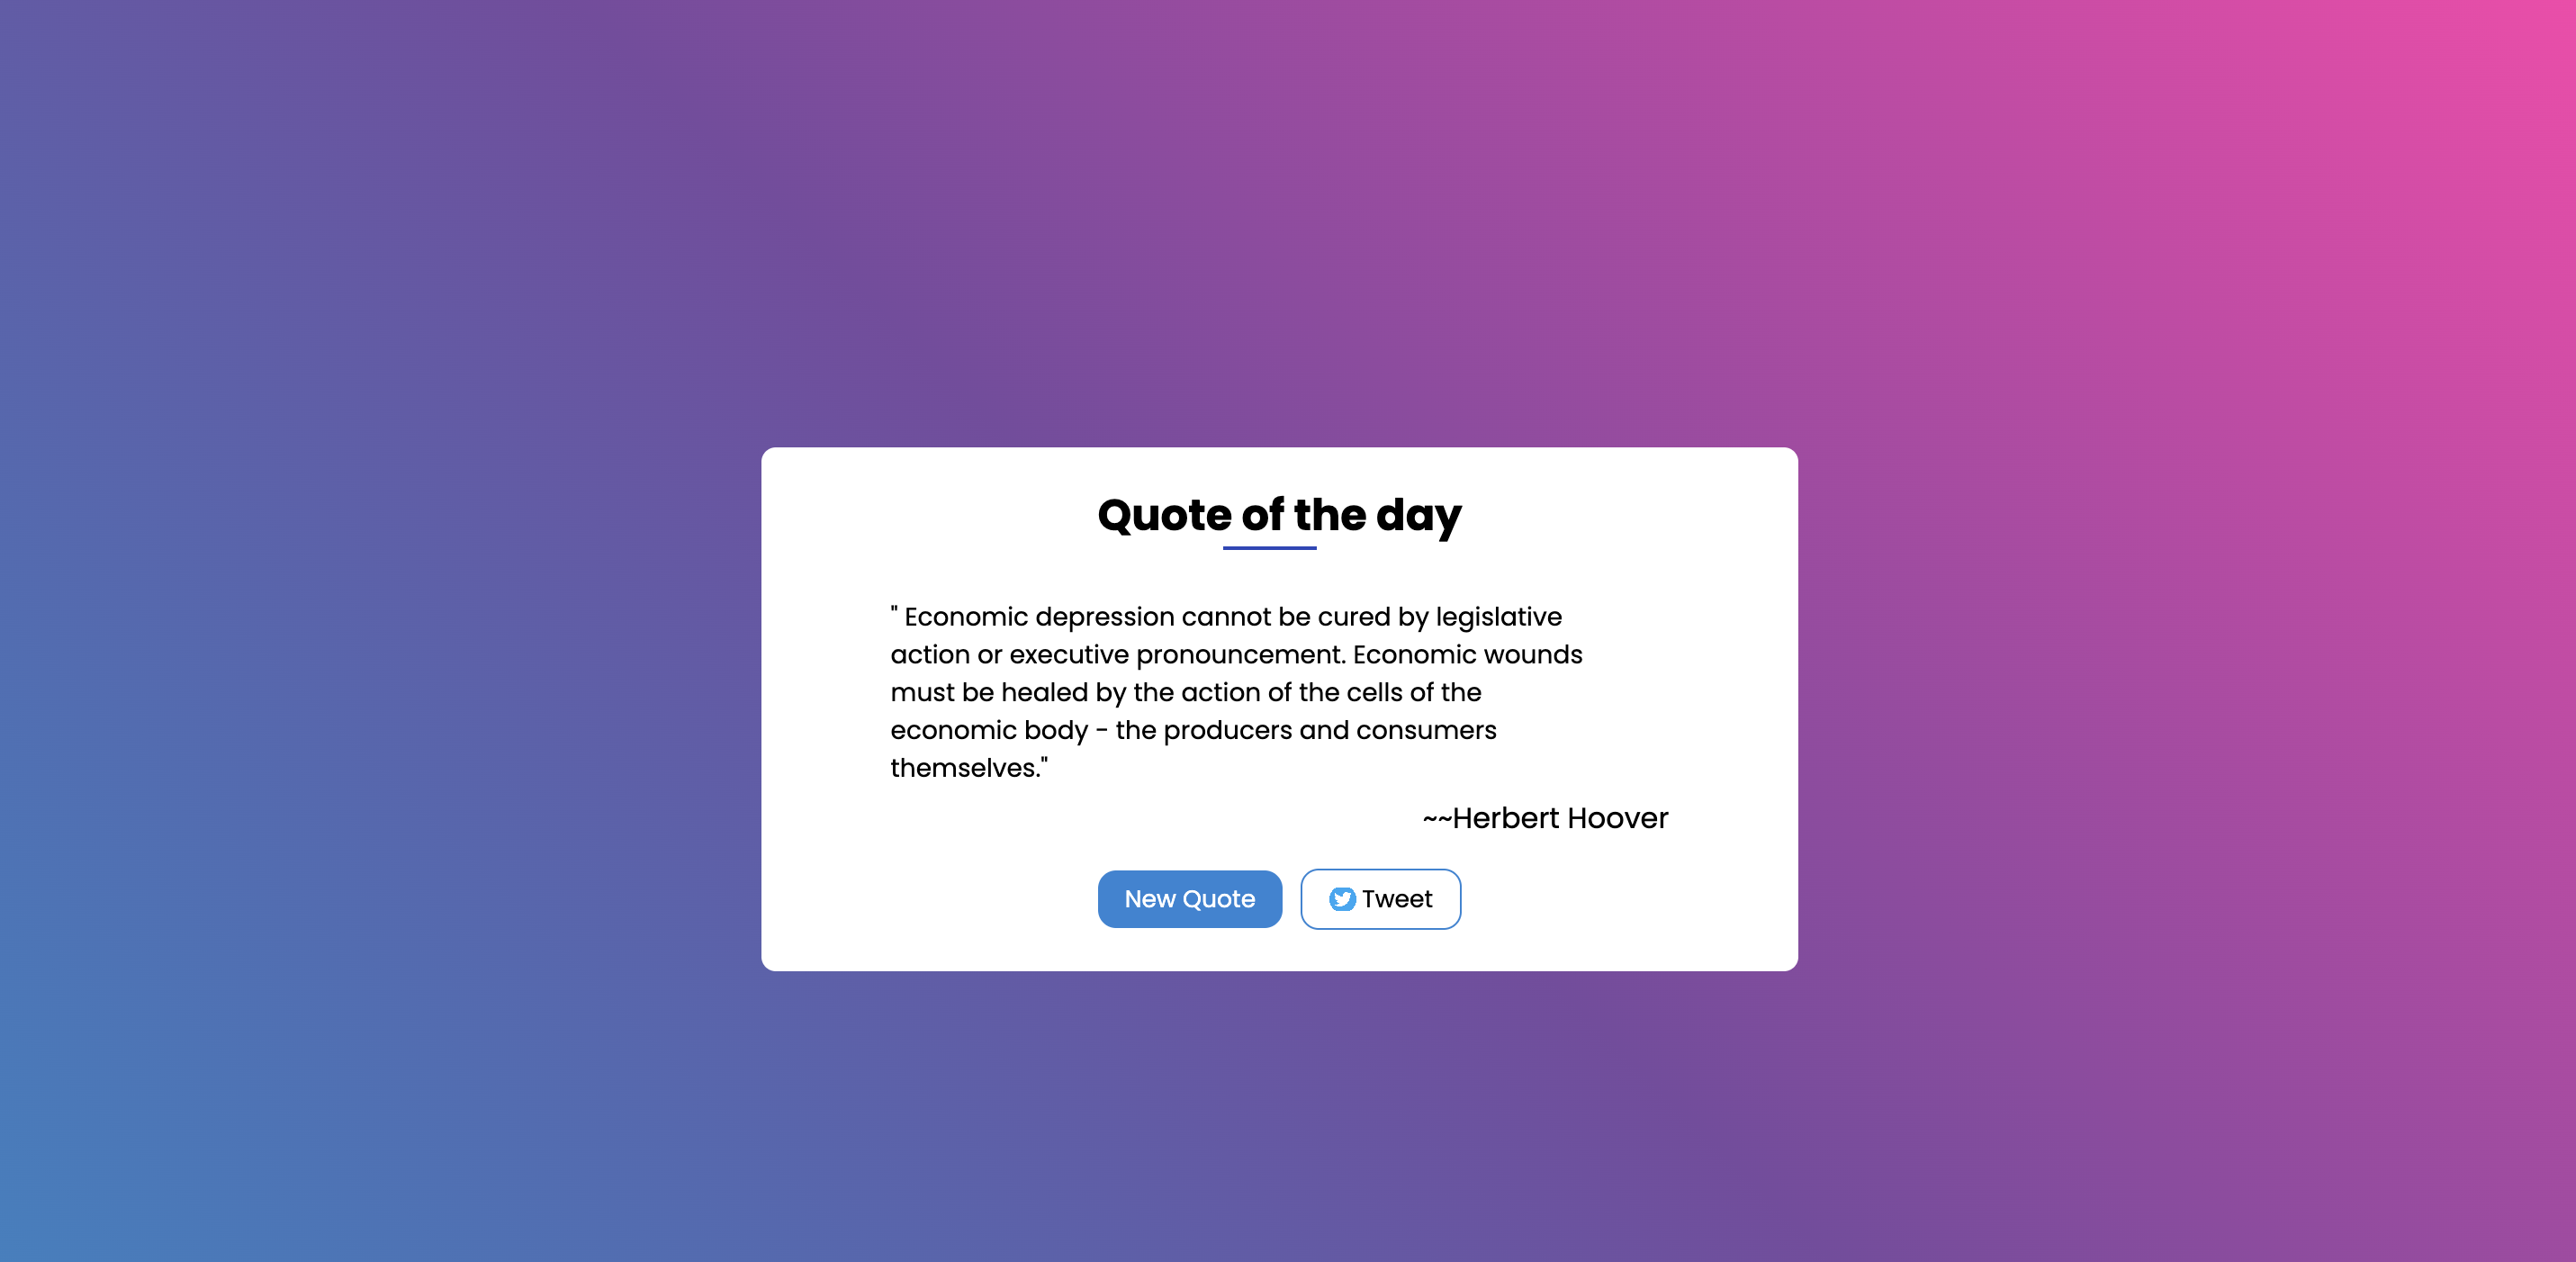 Quote of the day
" Economic depression cannot be cured by legislative
action or executive pronouncement. Economic wounds
must be healed by the action of the cells of the
economic body - the producers and consumers
themselves."
~~Herbert Hoover
New Quote
Tweet